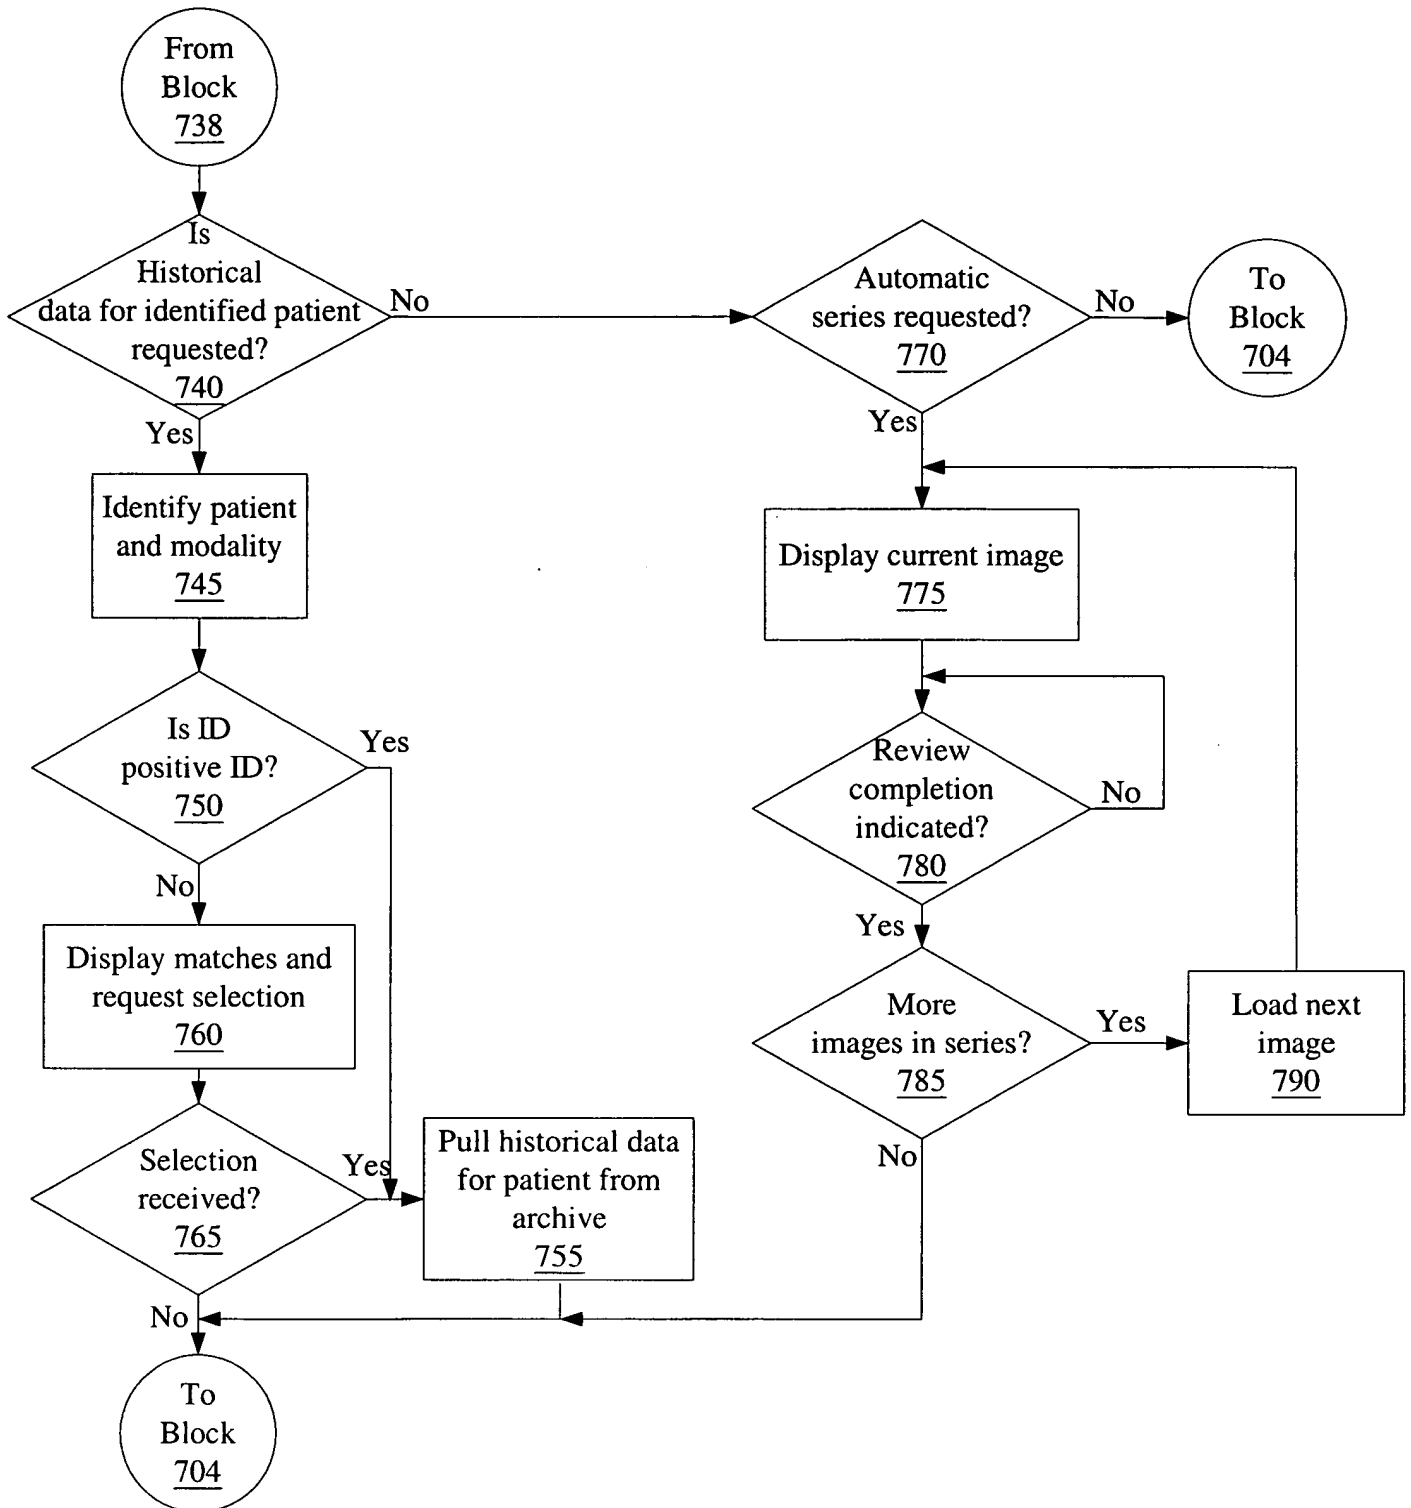 From
Block
738
Is
Historical
data for identified patient
requested?
740
No
Automatic
series requested?
770
No
To
Block
704
Yes
Identify patient
and modality
745
Yes
Display current image
775
Is ID
positive ID?
750
Yes
Review
completion
indicated?
780
No
No
Display matches and
request selection
760
Yes
More
images in series?
785
Yes
Load next
image
790
Selection
received?
765
Yes
Pull historical data
for patient from
archive
755
No
No
To
Block
704